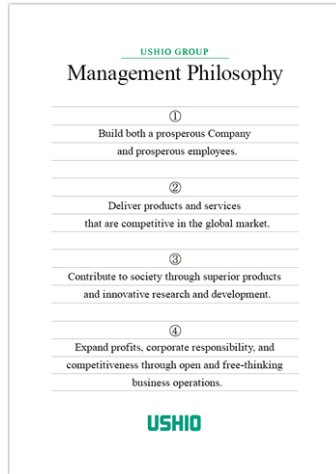 USHIO GROUP
Management Philosophy
①
Build both a prosperous Company
and prosperous employees.
②
Deliver products and services
that are competitive in the global market.
③
Contribute to society through superior products
and innovative research and development.
④
Expand profits, corporate responsibility, and
competitiveness through open and free-thinking
business operations.
USHIO